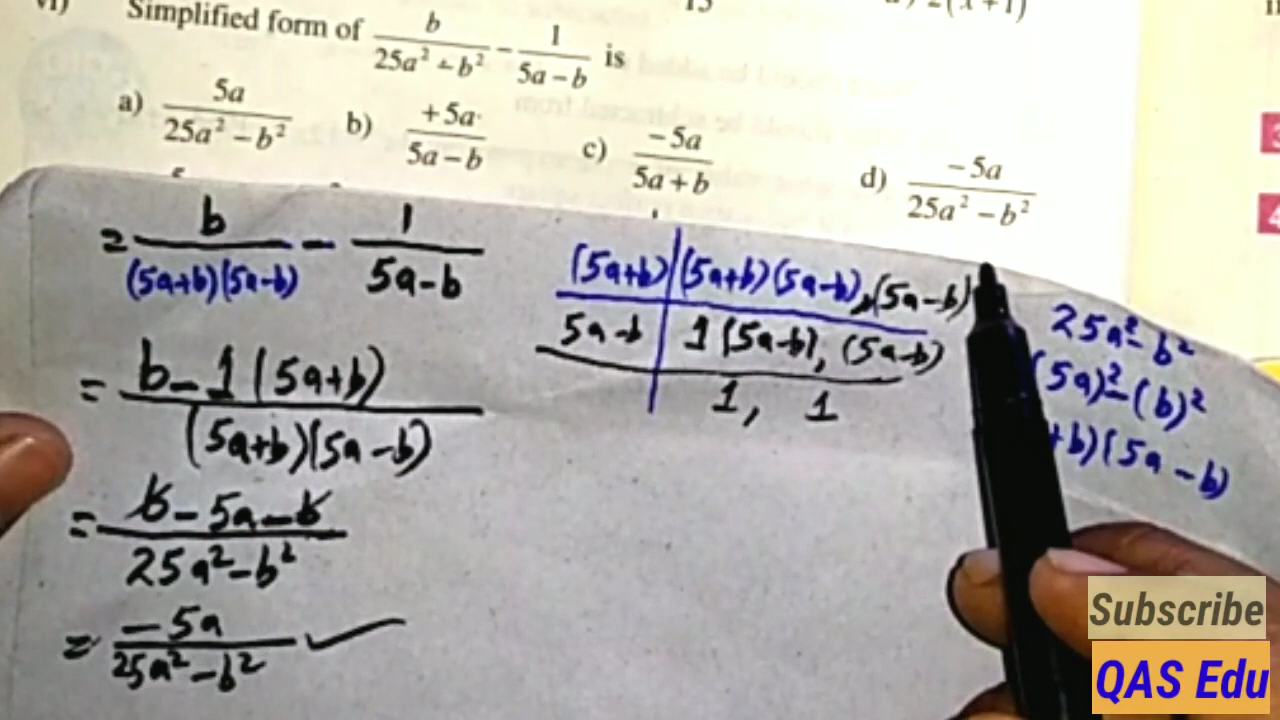 vi) Simplified form of b/(25a² - b²) - 1/(5a - b) is
a) 5a/(25a² - b²) b) +5a/(5a - b) c) -5a/(5a + b) d) -5a/(25a² - b²)
= b/((5a+b)(5a-b)) - 1/(5a-b)
= (b - 1(5a+b))/((5a+b)(5a-b))
= (b - 5a - b)/(25a² - b²)
= -5a/(25a² - b²) ✓
(5a+b) | (5a+b)(5a-b), (5a-b)
5a-b | 1(5a-b), (5a-b)
1, 1
25a² - b²
(5a)² - (b)²
+b)(5a - b)
Subscribe
QAS Edu